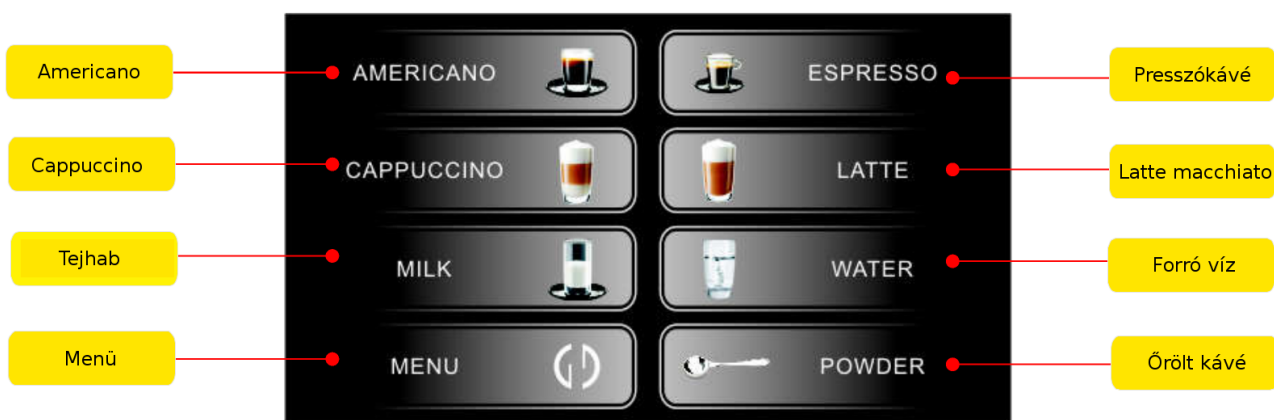 Americano AMERICANO ESPRESSO Presszókávé
Cappuccino CAPPUCCINO LATTE Latte macchiato
Tejhab MILK WATER Forró víz
Menü MENU POWDER Őrölt kávé